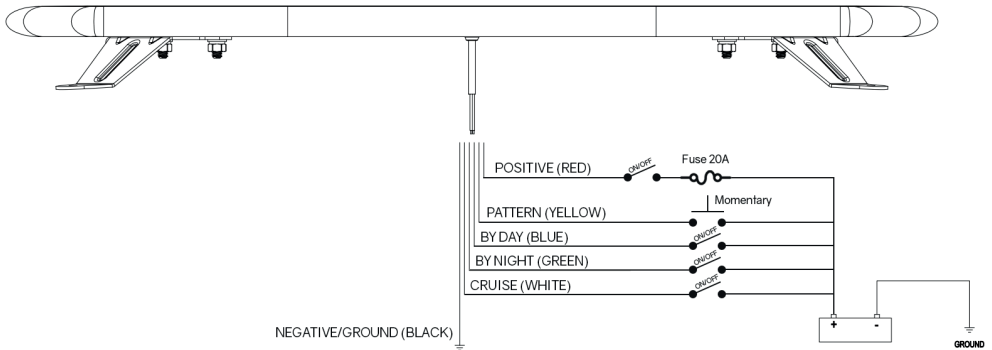 POSITIVE (RED)
ON/OFF
Fuse 20A
PATTERN (YELLOW)
Momentary
BY DAY (BLUE)
ON/OFF
BY NIGHT (GREEN)
ON/OFF
CRUISE (WHITE)
ON/OFF
NEGATIVE/GROUND (BLACK)
+ -
GROUND